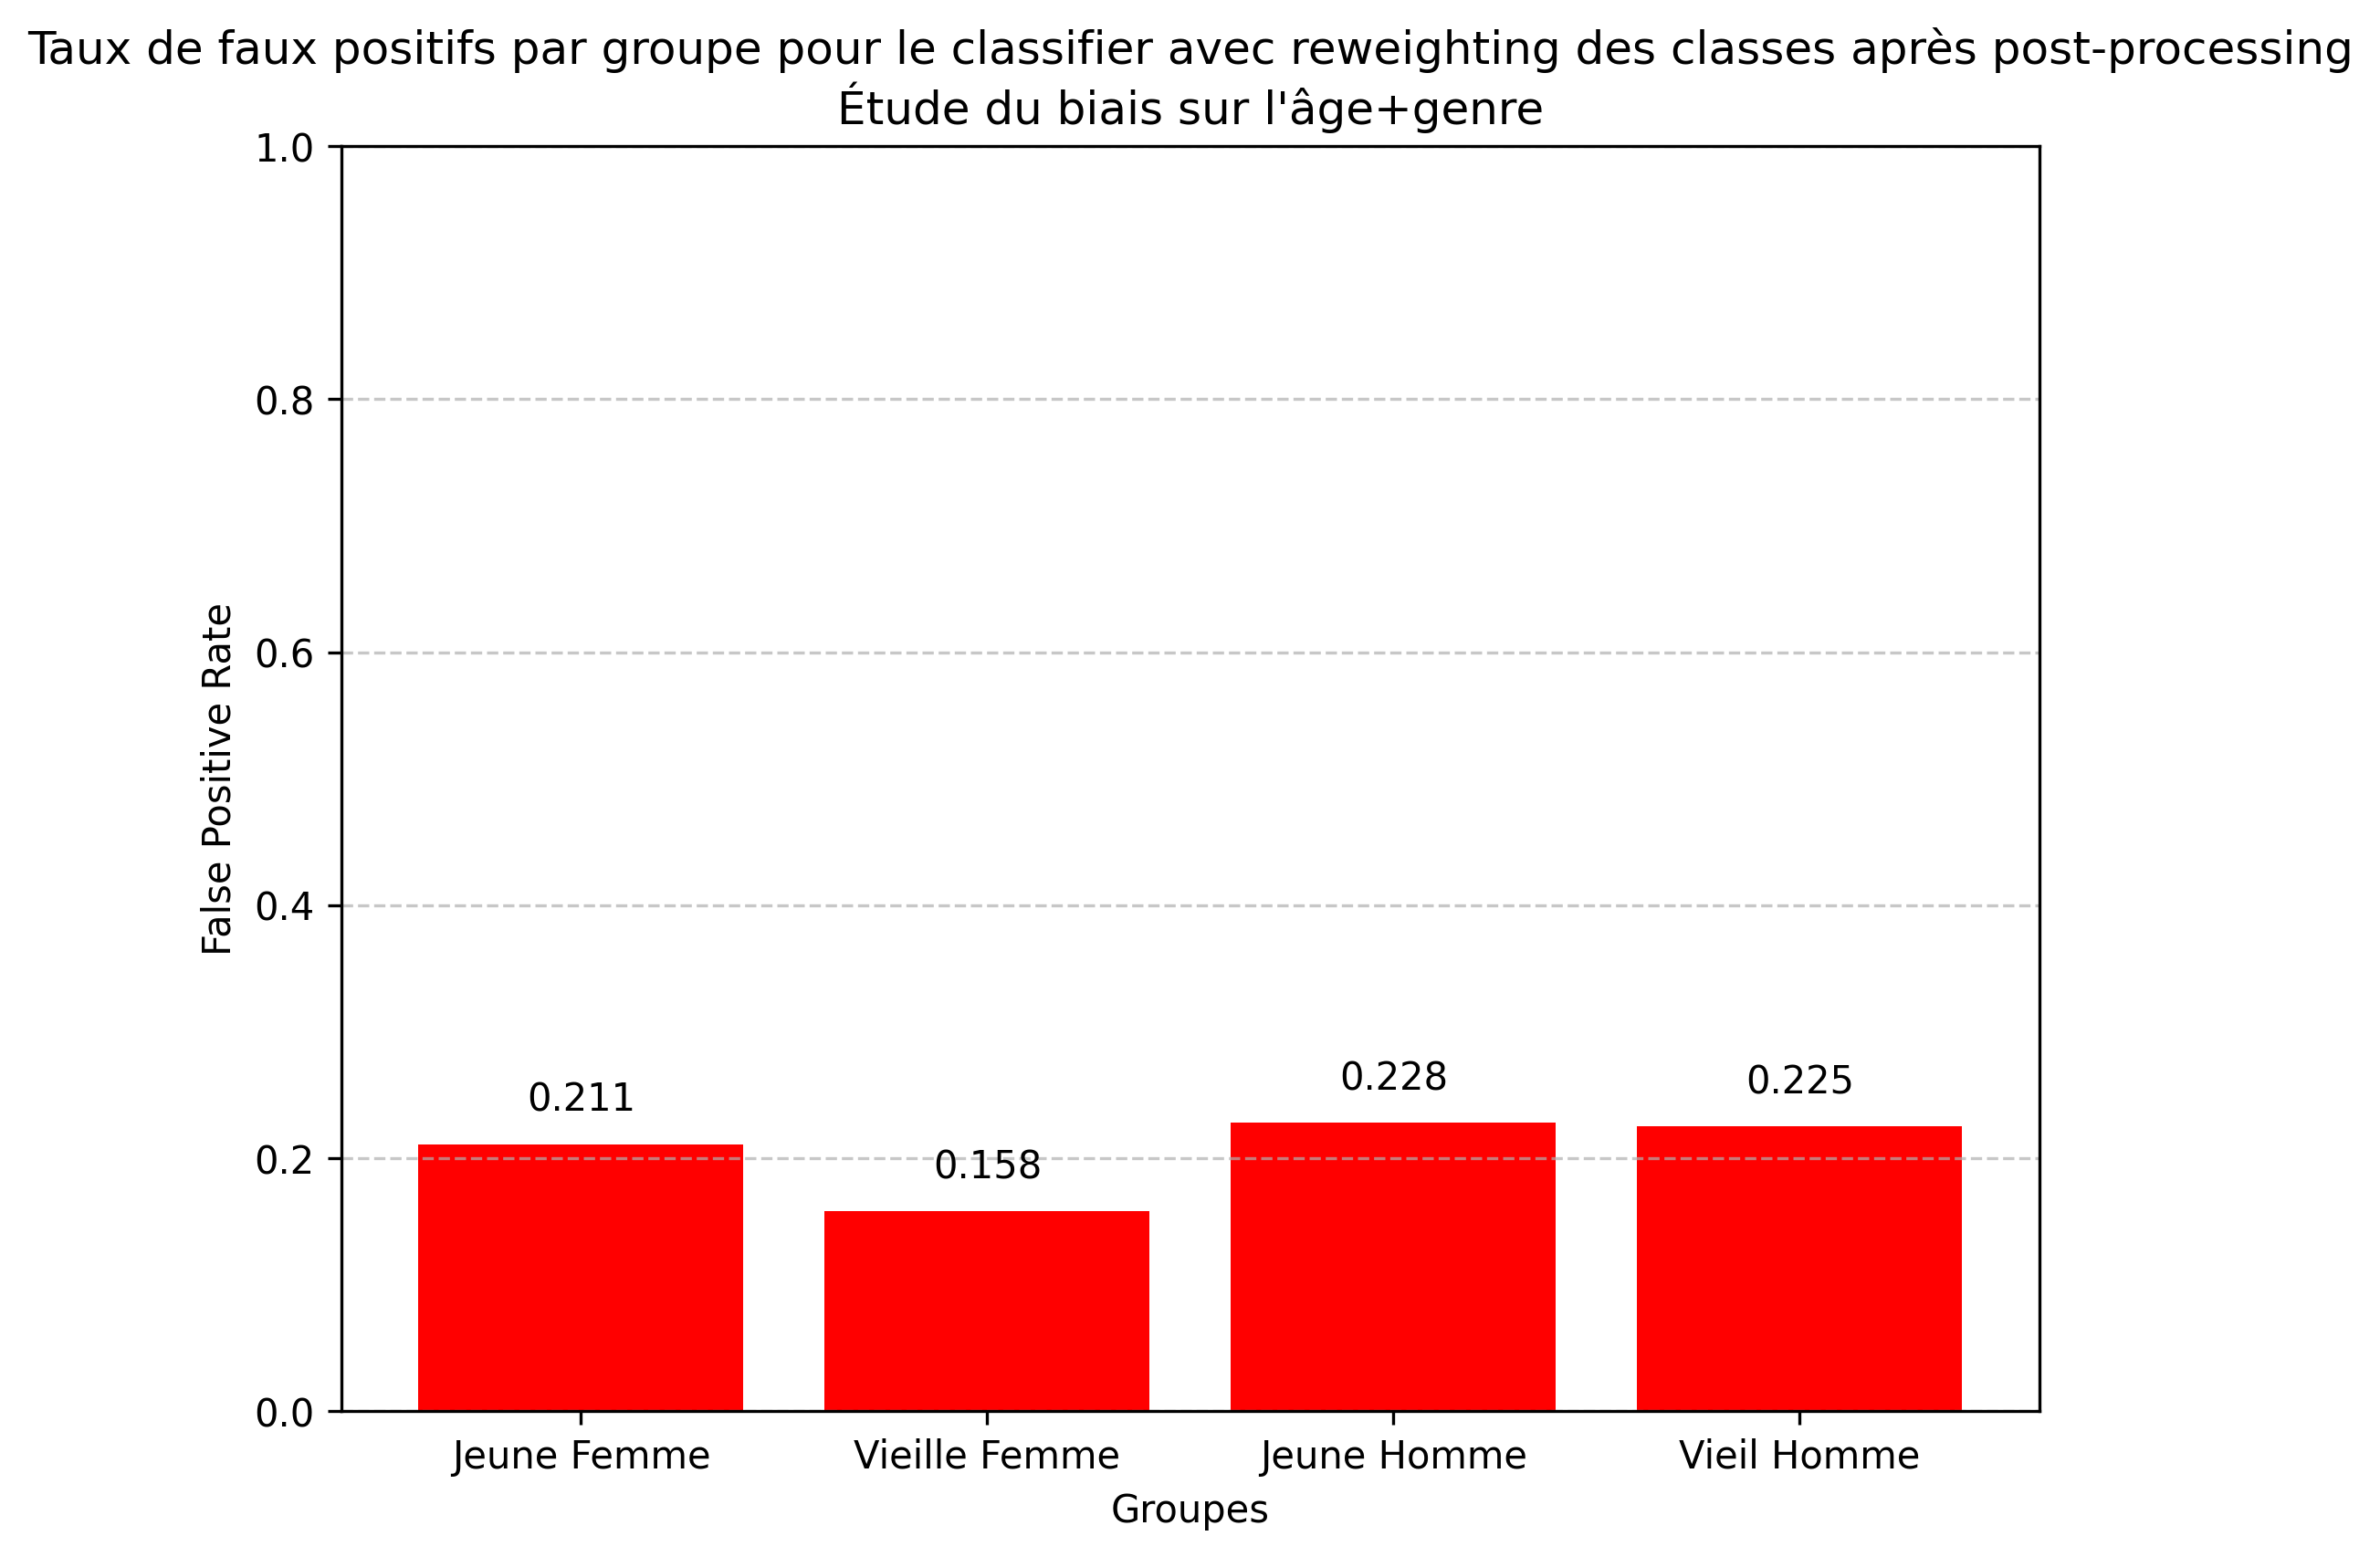 Taux de faux positifs par groupe pour le classifier avec reweighting des classes après post-processing
Étude du biais sur l'âge+genre
1.0
0.8
0.6
0.4
0.2
0.0
False Positive Rate
0.211
0.158
0.228
0.225
Jeune Femme
Vieille Femme
Jeune Homme
Vieil Homme
Groupes